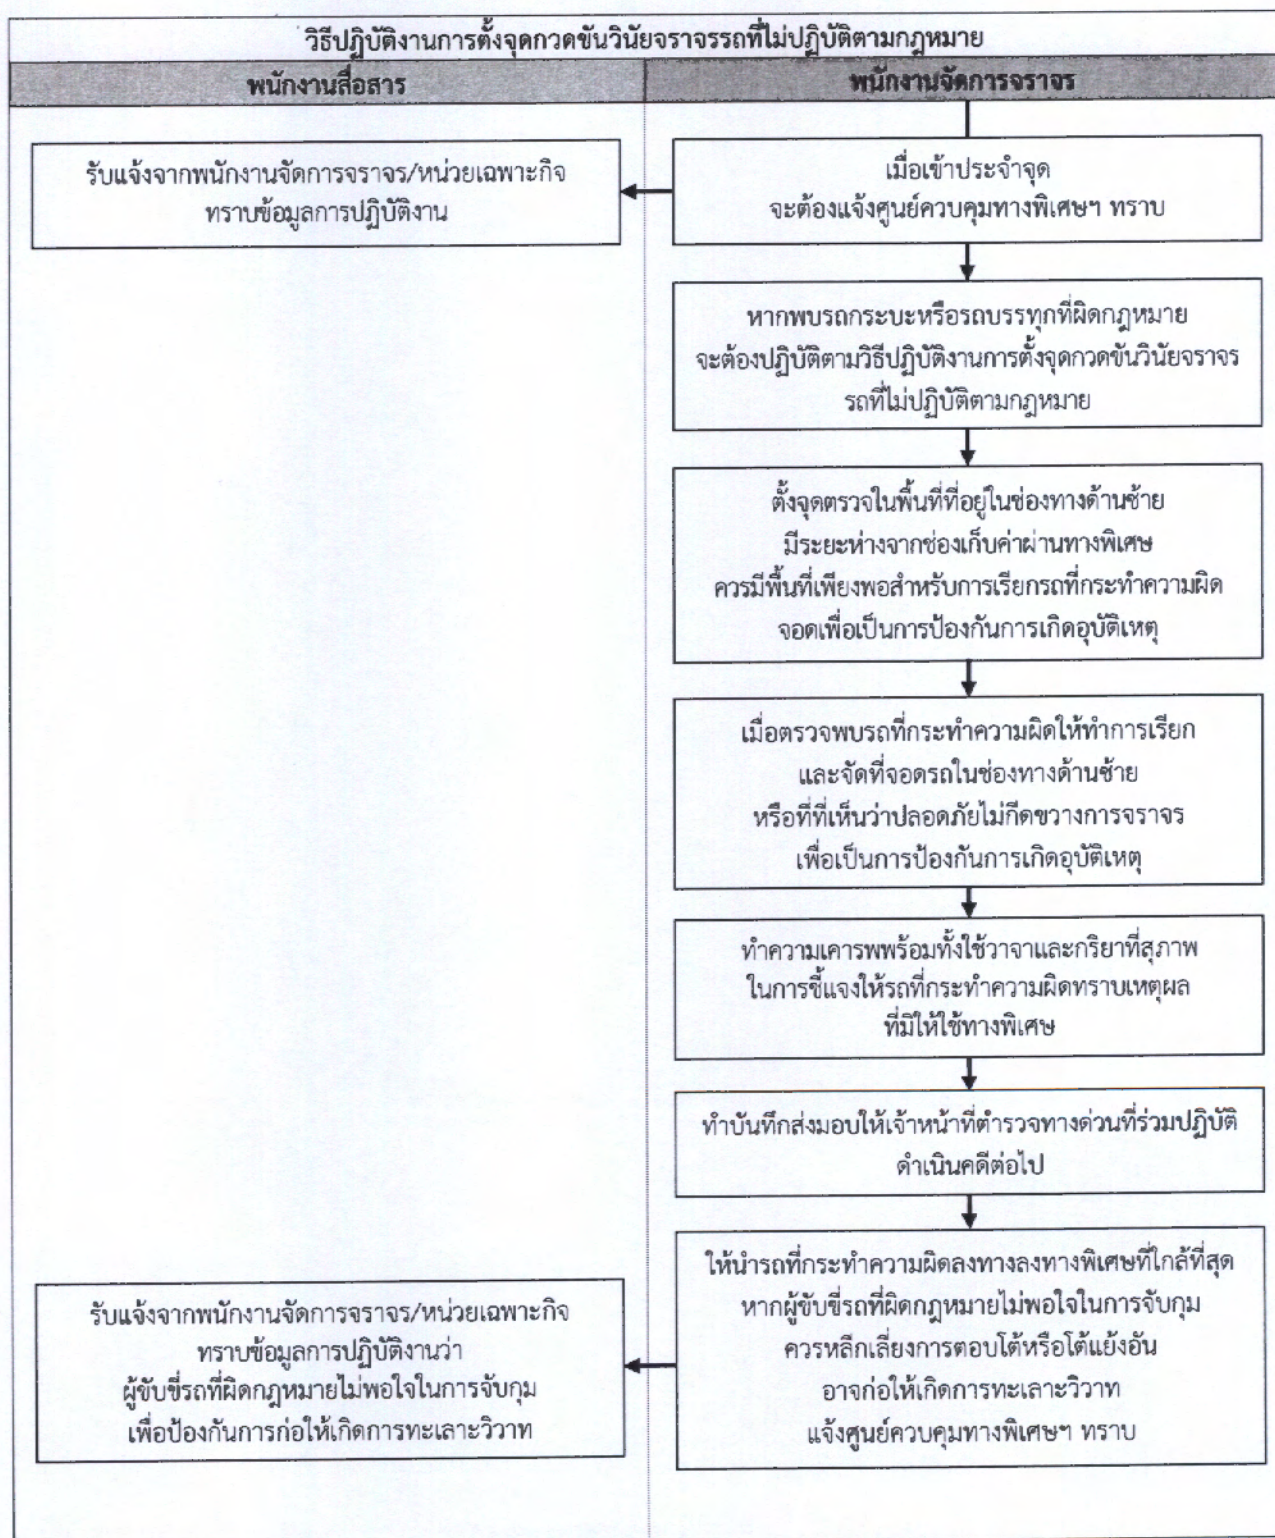 วิธีปฏิบัติงานการตั้งจุดกวดขันวินัยจราจรรถที่ไม่ปฏิบัติตามกฎหมาย
พนักงานสื่อสาร
พนักงานจัดการจราจร
รับแจ้งจากพนักงานจัดการจราจร/หน่วยเฉพาะกิจ
ทราบข้อมูลการปฏิบัติงาน
เมื่อเข้าประจำจุด
จะต้องแจ้งศูนย์ควบคุมทางพิเศษฯ ทราบ
หากพบรถกระบะหรือรถบรรทุกที่ผิดกฎหมาย
จะต้องปฏิบัติตามวิธีปฏิบัติงานการตั้งจุดกวดขันวินัยจราจร
รถที่ไม่ปฏิบัติตามกฎหมาย
ตั้งจุดตรวจในพื้นที่ที่อยู่ในช่องทางด้านซ้าย
มีระยะห่างจากช่องเก็บค่าผ่านทางพิเศษ
ควรมีพื้นที่เพียงพอสำหรับการเรียกรถที่กระทำความผิด
จอดเพื่อเป็นการป้องกันการเกิดอุบัติเหตุ
เมื่อตรวจพบรถที่กระทำความผิดให้ทำการเรียก
และจัดที่จอดรถในช่องทางด้านซ้าย
หรือที่ที่เห็นว่าปลอดภัยไม่กีดขวางการจราจร
เพื่อเป็นการป้องกันการเกิดอุบัติเหตุ
ทำความเคารพพร้อมทั้งใช้วาจาและกริยาที่สุภาพ
ในการชี้แจงให้รถที่กระทำความผิดทราบเหตุผล
ที่มิให้ใช้ทางพิเศษ
ทำบันทึกส่งมอบให้เจ้าหน้าที่ตำรวจทางด่วนที่ร่วมปฏิบัติ
ดำเนินคดีต่อไป
ให้นำรถที่กระทำความผิดลงทางลงทางพิเศษที่ใกล้ที่สุด
หากผู้ขับขี่รถที่ผิดกฎหมายไม่พอใจในการจับกุม
ควรหลีกเลี่ยงการตอบโต้หรือโต้แย้งอัน
อาจก่อให้เกิดการทะเลาะวิวาท
แจ้งศูนย์ควบคุมทางพิเศษฯ ทราบ
รับแจ้งจากพนักงานจัดการจราจร/หน่วยเฉพาะกิจ
ทราบข้อมูลการปฏิบัติงานว่า
ผู้ขับขี่รถที่ผิดกฎหมายไม่พอใจในการจับกุม
เพื่อป้องกันการก่อให้เกิดการทะเลาะวิวาท